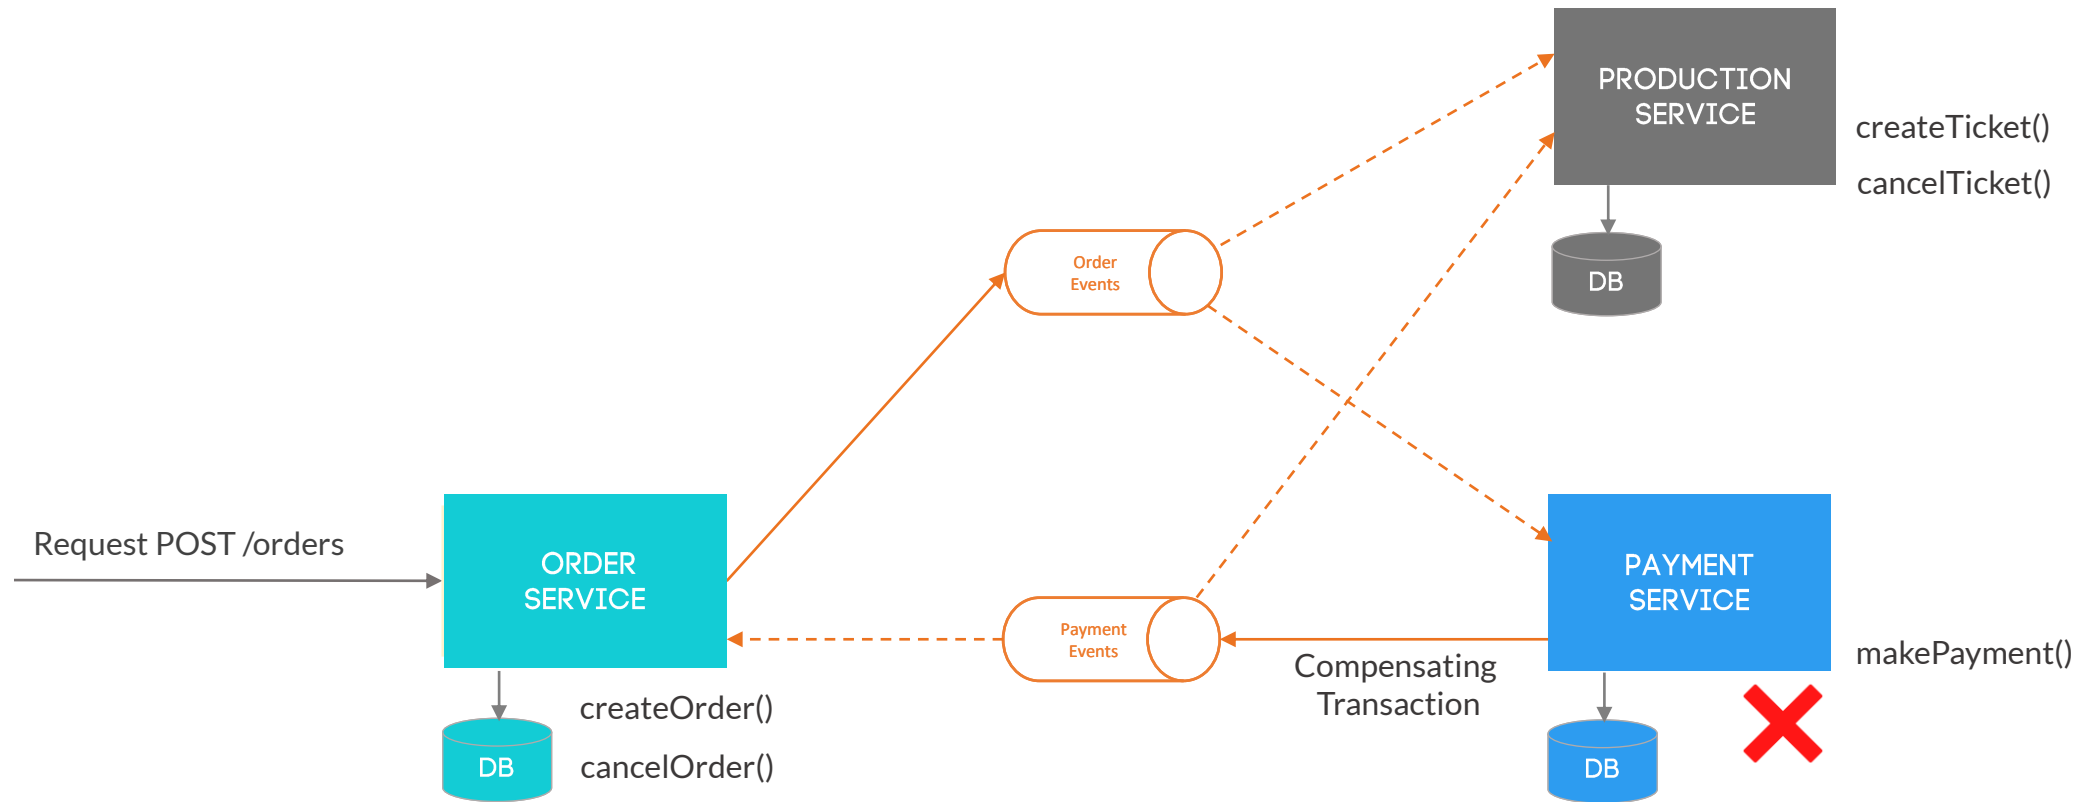 PRODUCTION
SERVICE
createTicket()
cancelTicket()
DB
Order
Events
Request POST /orders
ORDER
SERVICE
createOrder()
cancelOrder()
DB
Payment
Events
Compensating
Transaction
PAYMENT
SERVICE
makePayment()
DB